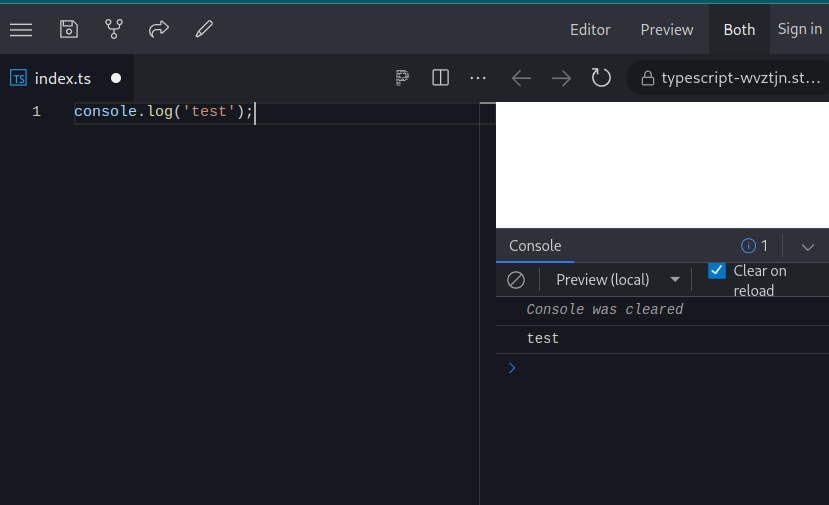 Editor Preview Both Sign in
TS index.ts typescript-wvztjn.st...
1 console.log('test');
Console 1
Preview (local) Clear on
reload
Console was cleared
test